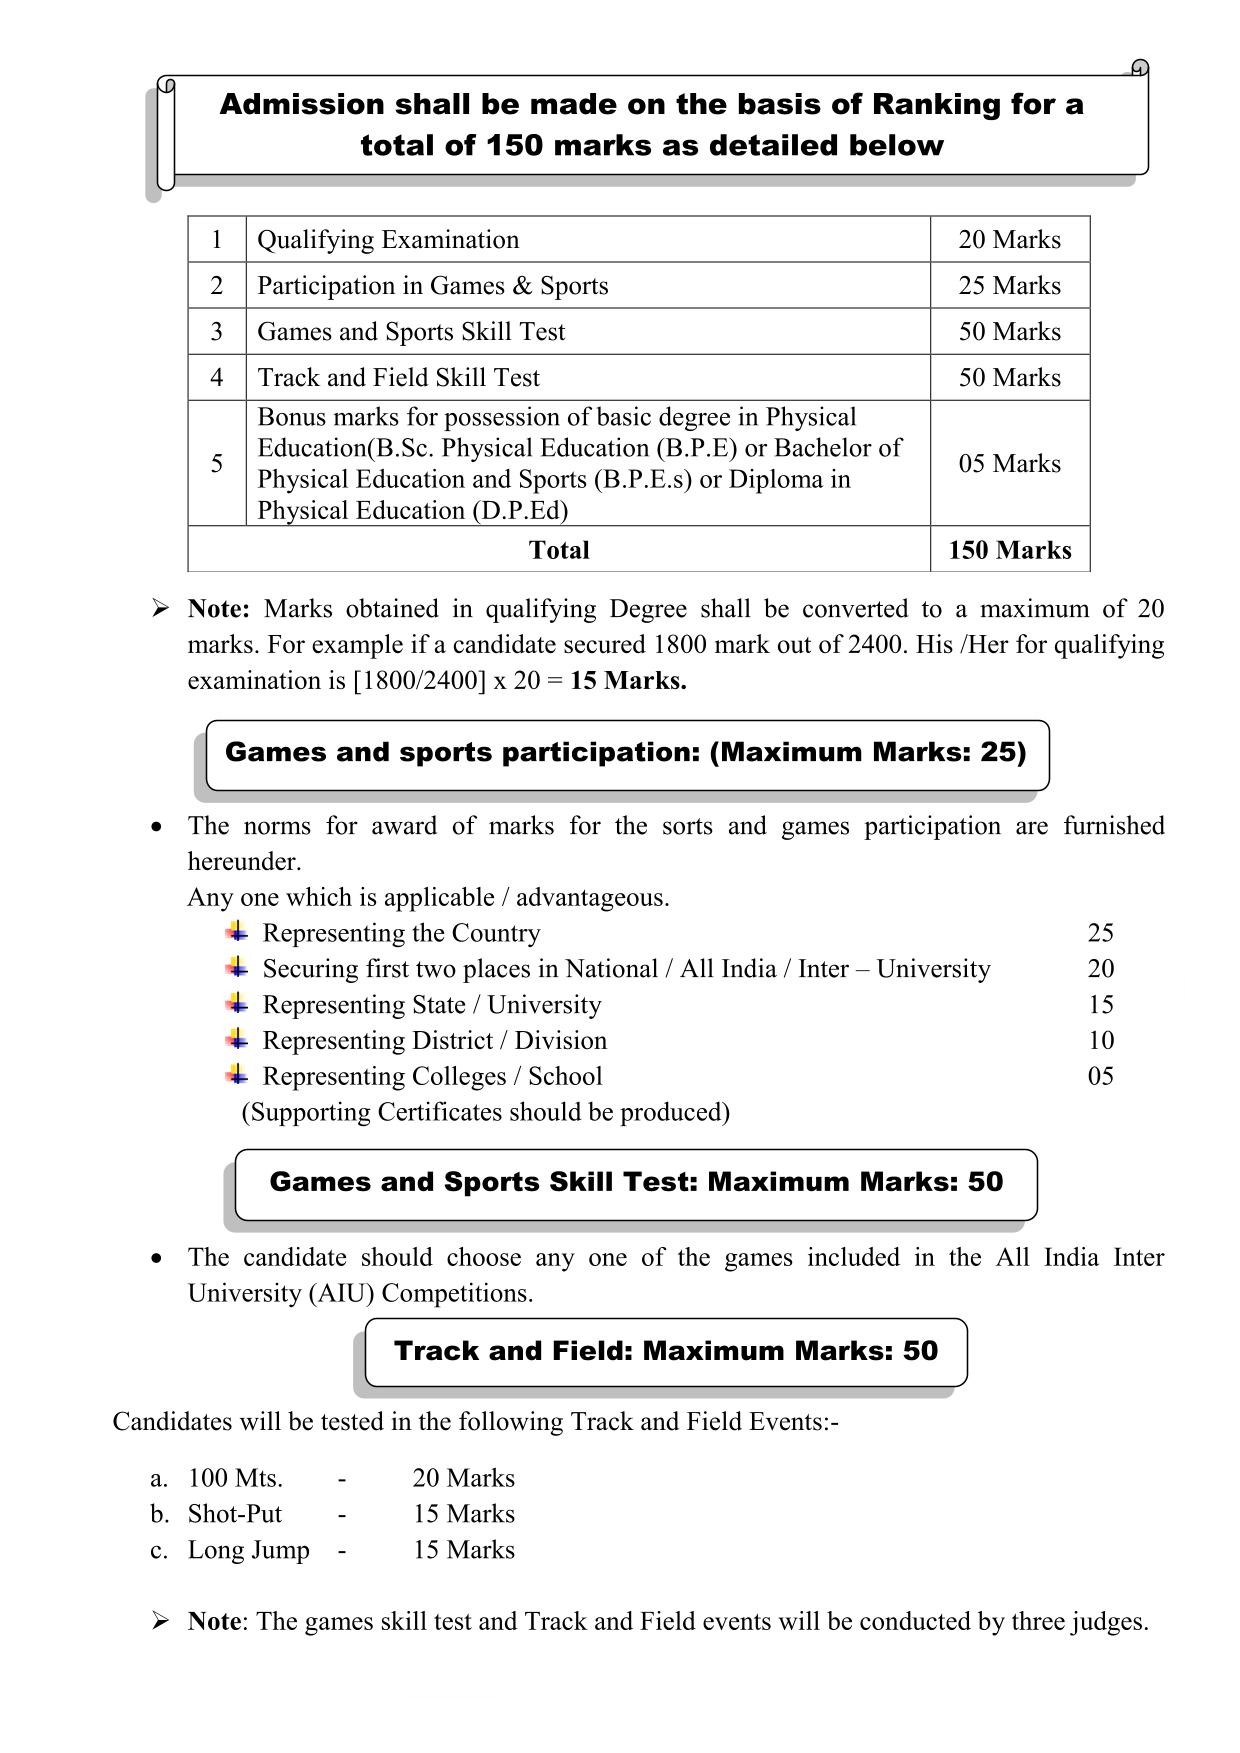 Admission shall be made on the basis of Ranking for a
total of 150 marks as detailed below
1 Qualifying Examination 20 Marks
2 Participation in Games & Sports 25 Marks
3 Games and Sports Skill Test 50 Marks
4 Track and Field Skill Test 50 Marks
5 Bonus marks for possession of basic degree in Physical
Education(B.Sc. Physical Education (B.P.E) or Bachelor of
Physical Education and Sports (B.P.E.s) or Diploma in
Physical Education (D.P.Ed) 05 Marks
Total 150 Marks
➢ Note: Marks obtained in qualifying Degree shall be converted to a maximum of 20
marks. For example if a candidate secured 1800 mark out of 2400. His /Her for qualifying
examination is [1800/2400] x 20 = 15 Marks.
Games and sports participation: (Maximum Marks: 25)
• The norms for award of marks for the sorts and games participation are furnished
hereunder.
Any one which is applicable / advantageous.
Representing the Country 25
Securing first two places in National / All India / Inter – University 20
Representing State / University 15
Representing District / Division 10
Representing Colleges / School 05
(Supporting Certificates should be produced)
Games and Sports Skill Test: Maximum Marks: 50
• The candidate should choose any one of the games included in the All India Inter
University (AIU) Competitions.
Track and Field: Maximum Marks: 50
Candidates will be tested in the following Track and Field Events:-
a. 100 Mts. - 20 Marks
b. Shot-Put - 15 Marks
c. Long Jump - 15 Marks
➢ Note: The games skill test and Track and Field events will be conducted by three judges.